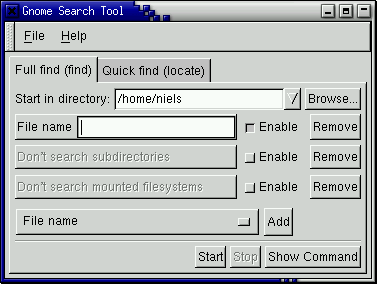 Gnome Search Tool
File Help
Full find (find) Quick find (locate)
Start in directory: /home/niels Browse...
File name Enable Remove
Don't search subdirectories Enable Remove
Don't search mounted filesystems Enable Remove
File name Add
Start Stop Show Command